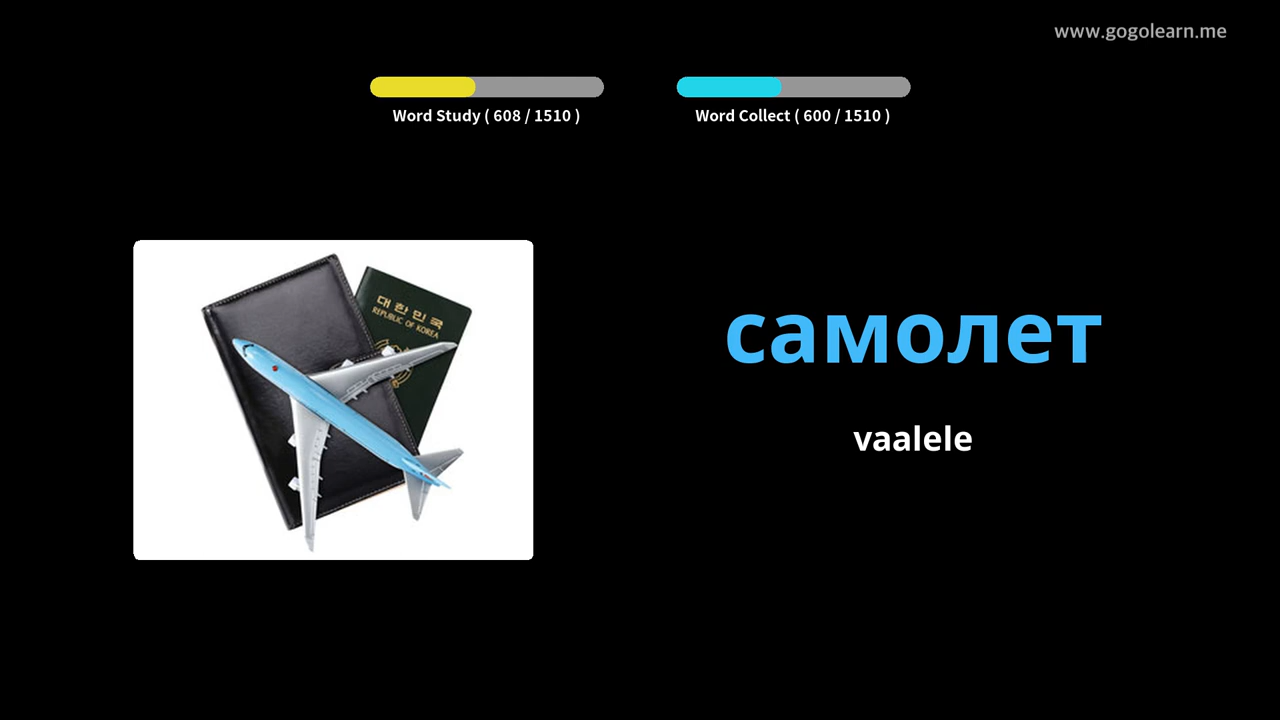 www.gogolearn.me
Word Study ( 608 / 1510 )
Word Collect ( 600 / 1510 )
대한민국
REPUBLIC OF KOREA
самолет
vaalele